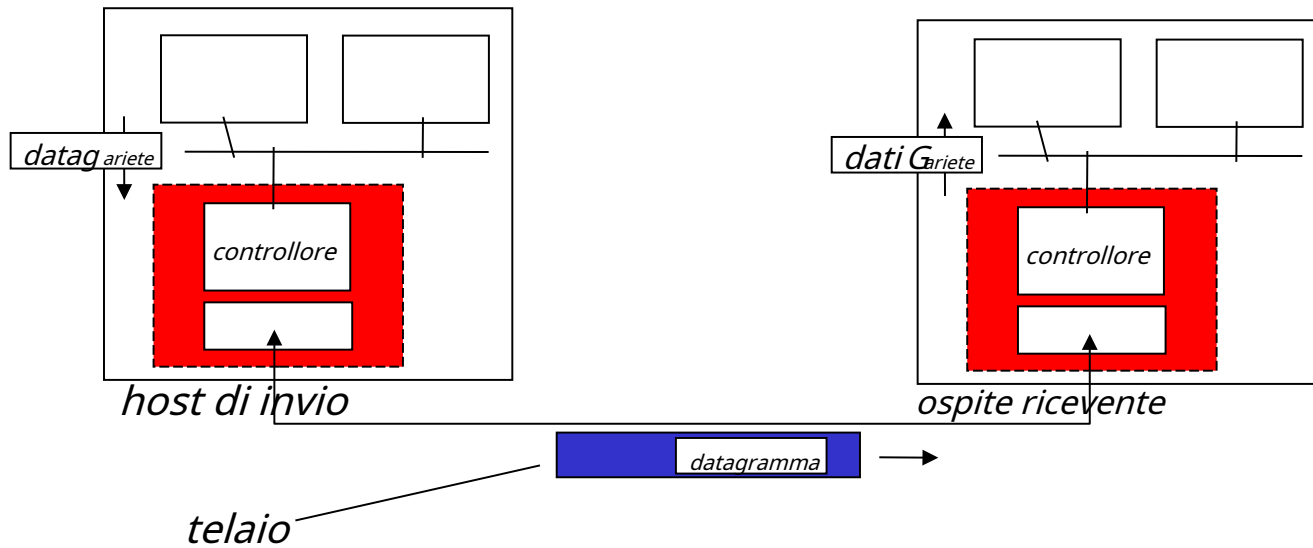 datag ariete
dati G ariete
controllore
controllore
host di invio
ospite ricevente
datagramma
telaio